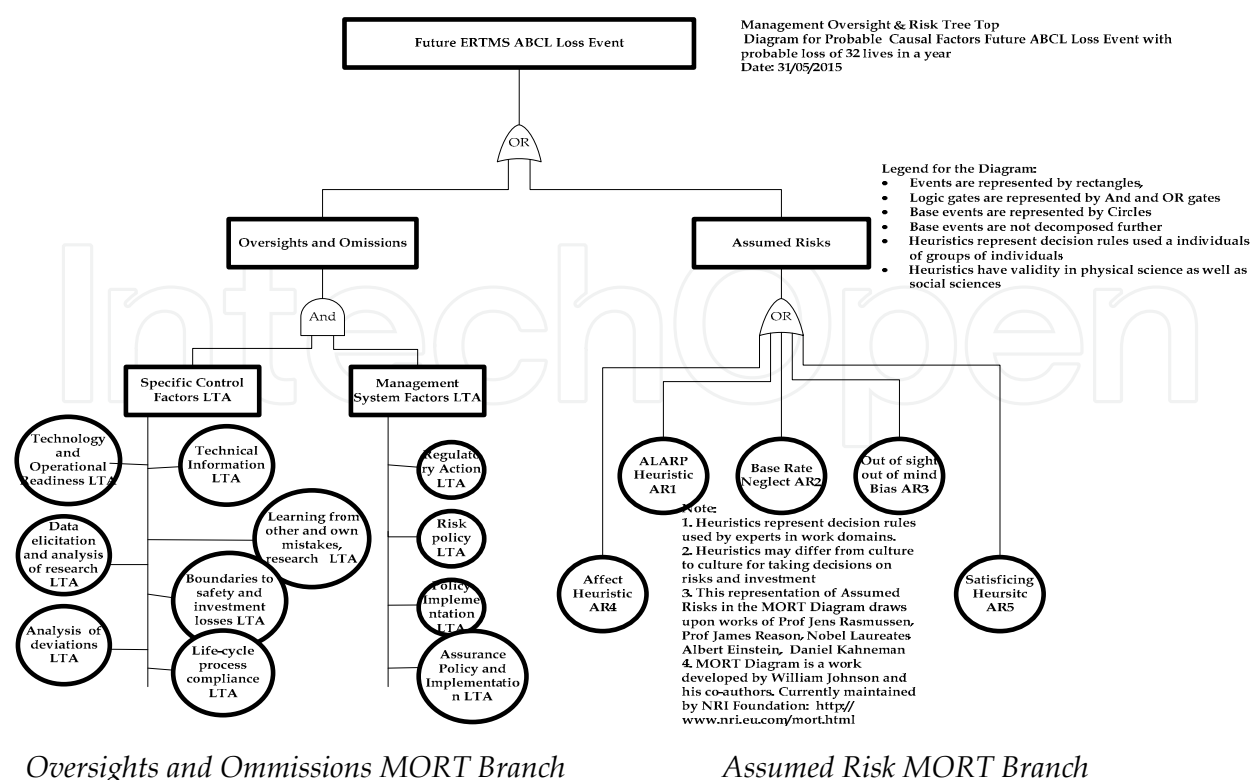 Future ERTMS ABCL Loss Event
Management Oversight & Risk Tree Top
Diagram for Probable Causal Factors Future ABCL Loss Event with
probable loss of 32 lives in a year
Date: 31/05/2015
OR
Legend for the Diagram:
• Events are represented by rectangles,
• Logic gates are represented by And and OR gates
• Base events are represented by Circles
• Base events are not decomposed further
• Heuristics represent decision rules used a individuals
of groups of individuals
• Heuristics have validity in physical science as well as
social sciences
Oversights and Omissions
Assumed Risks
IntechOpen
And
OR
Specific Control
Factors LTA
Management
System Factors LTA
Technology
and
Operational
Readiness LTA
Technical
Information
LTA
Data
elicitation
and analysis
of research LTA
Learning from
other and own
mistakes,
research LTA
Boundaries to
safety and
investment
losses LTA
Analysis of
deviations
LTA
Life-cycle
process
compliance
LTA
Regulato
ry Action
LTA
Risk
policy
LTA
Policy
Impleme
ntation
LTA
Assurance
Policy and
Implementatio
n LTA
ALARP
Heuristic
AR1
Base Rate
Neglect AR2
Out of sight
out of mind
Bias AR3
Affect
Heuristic
AR4
Satisficing
Heursitc
AR5
Note:
1. Heuristics represent decision rules
used by experts in work domains.
2. Heuristics may differ from culture
to culture for taking decisions on
risks and investment
3. This representation of Assumed
Risks in the MORT Diagram draws
upon works of Prof Jens Rasmussen,
Prof James Reason, Nobel Laureates
Albert Einstein, Daniel Kahneman
4. MORT Diagram is a work
developed by William Johnson and
his co-authors. Currently maintained
by NRI Foundation: http://
www.nri.eu.com/mort.html
Oversights and Ommissions MORT Branch
Assumed Risk MORT Branch